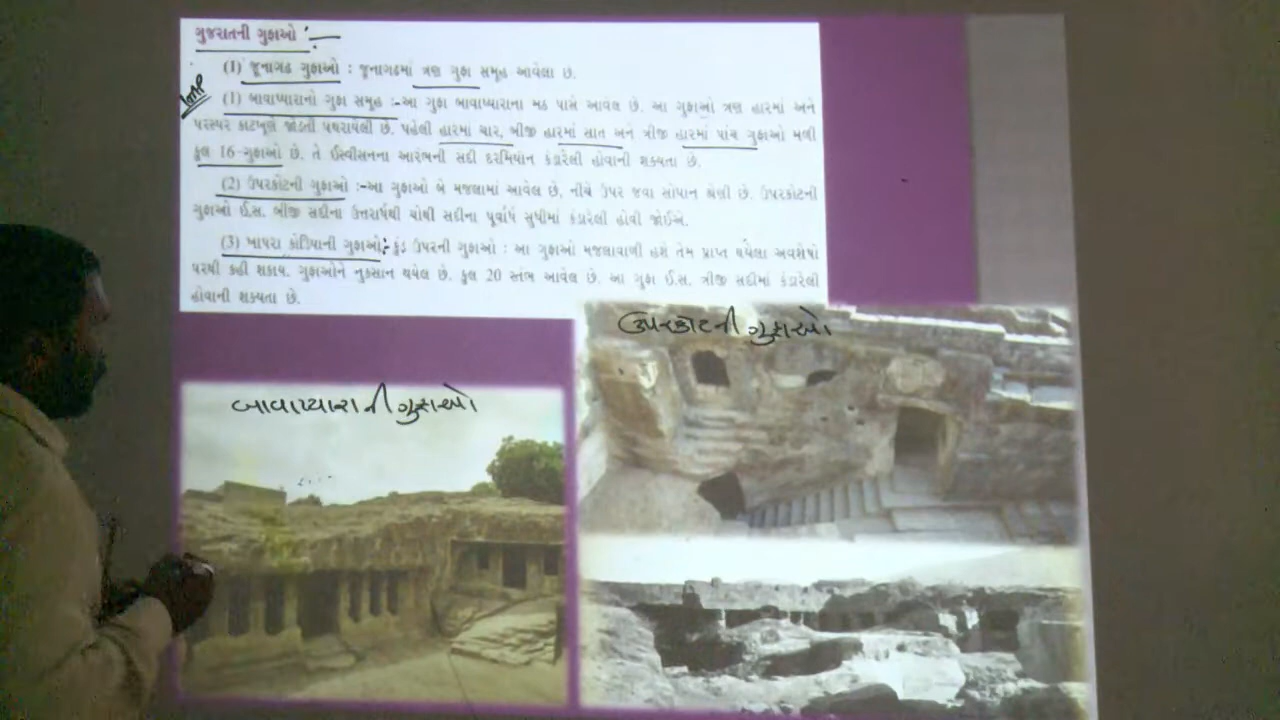 ગુજરાતની ગુફાઓ :-
(1) જૂનાગઢ ગુફાઓ : જૂનાગઢમાં ત્રણ ગુફા સમૂહ આવેલા છે.
IMP
(1) બાવાપ્યારાનો ગુફા સમૂહ :-આ ગુફા બાવાપ્યારાના મઠ પાસે આવેલ છે. આ ગુફાઓ ત્રણ હારમાં અને
પરસ્પર કાટખૂણે જોડતી પથરાયેલી છે. પહેલી હારમાં ચાર, બીજી હારમાં સાત અને ત્રીજી હારમાં પાંચ ગુફાઓ મળી
કુલ 16 ગુફાઓ છે. તે ઈસ્વીસનના આરંભની સદી દરમિયાન કંડારેલી હોવાની શક્યતા છે.
(2) ઉપરકોટની ગુફાઓ :-આ ગુફાઓ બે મજલામાં આવેલ છે, નીચે ઉપર જવા સોપાન શ્રેણી છે. ઉપરકોટની
ગુફાઓ ઈ.સ. બીજી સદીના ઉત્તરાર્ધથી ચોથી સદીના પૂર્વાર્ધ સુધીમાં કંડારેલી હોવી જોઈએ.
(3) ખાપરા કોડિયાની ગુફાઓ:- કુંડ ઉપરની ગુફાઓ : આ ગુફાઓ મજલાવાળી હશે તેમ પ્રાપ્ત થયેલા અવશેષો
પરથી કહી શકાય. ગુફાઓને નુકસાન થયેલ છે. કુલ 20 સ્તંભ આવેલ છે. આ ગુફા ઈ.સ. ત્રીજી સદીમાં કંડારેલી
હોવાની શક્યતા છે.
ઉપરકોટની ગુફાઓ
બાવાપ્યારાની ગુફાઓ